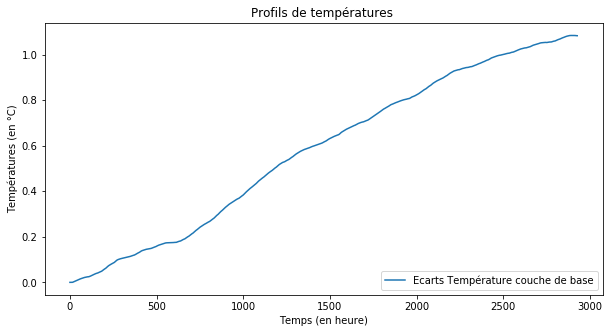 Profils de températures
Températures (en °C)
1.0
0.8
0.6
0.4
0.2
0.0
0 500 1000 1500 2000 2500 3000
Temps (en heure)
Ecarts Température couche de base